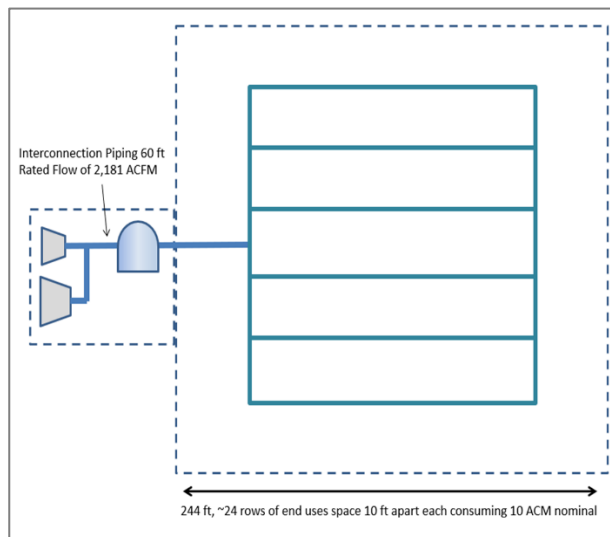 Interconnection Piping 60 ft
Rated Flow of 2,181 ACFM
244 ft, ~24 rows of end uses space 10 ft apart each consuming 10 ACM nominal